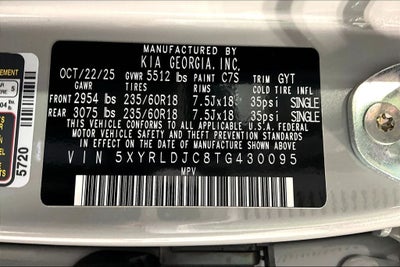 MANUFACTURED BY
KIA GEORGIA, INC.
OCT/22/25 GVWR 5512 lbs PAINT C7S TRIM GYT
GAWR TIRES RIMS COLD TIRE INFL
FRONT 2954 lbs 235/60R18 7.5Jx18 35psi SINGLE
REAR 3075 lbs 235/60R18 7.5Jx18 35psi SINGLE
THIS VEHICLE CONFORMS TO ALL APPLICABLE FEDERAL
MOTOR VEHICLE SAFETY, BUMPER, AND THEFT PREVENTION
STANDARDS IN EFFECT ON THE DATE OF MANUFACTURE SHOWN ABOVE.
VIN 5XYRLDJC8TG430095
MPV
5720